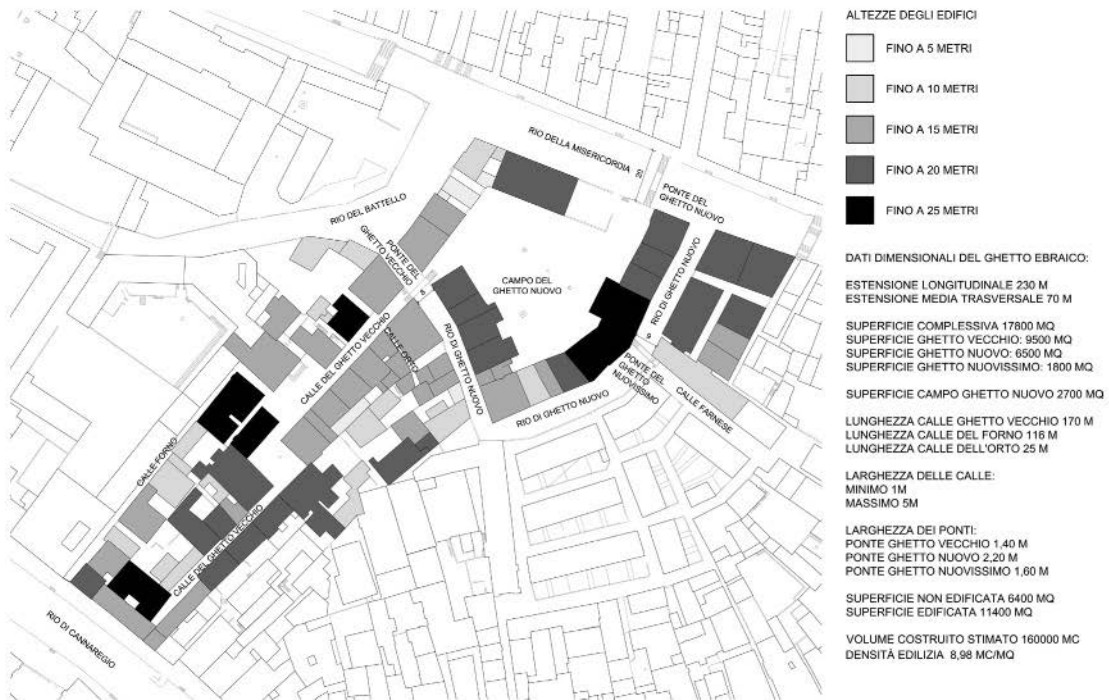 RIO DELLA MISERICORDIA
20
PONTE DEL
GHETTO NUOVO
RIO DEL BATTELLO
PONTE DEL
GHETTO VECCHIO
8
CAMPO DEL
GHETTO NUOVO
RIO DI GHETTO NUOVO
9
PONTE DEL
GHETTO
NUOVISSIMO
CALLE FARNESE
RIO DI GHETTO NUOVO
RIO DI GHETTO NUOVO
CALLE ORTO
CALLE DEL GHETTO VECCHIO
CALLE FORNO
CALLE DEL GHETTO VECCHIO
RIO DI CANNAREGIO
ALTEZZE DEGLI EDIFICI
FINO A 5 METRI
FINO A 10 METRI
FINO A 15 METRI
FINO A 20 METRI
FINO A 25 METRI
DATI DIMENSIONALI DEL GHETTO EBRAICO:
ESTENSIONE LONGITUDINALE 230 M
ESTENSIONE MEDIA TRASVERSALE 70 M
SUPERFICIE COMPLESSIVA 17800 MQ
SUPERFICIE GHETTO VECCHIO: 9500 MQ
SUPERFICIE GHETTO NUOVO: 6500 MQ
SUPERFICIE GHETTO NUOVISSIMO: 1800 MQ
SUPERFICIE CAMPO GHETTO NUOVO 2700 MQ
LUNGHEZZA CALLE GHETTO VECCHIO 170 M
LUNGHEZZA CALLE DEL FORNO 116 M
LUNGHEZZA CALLE DELL'ORTO 25 M
LARGHEZZA DELLE CALLE:
MINIMO 1M
MASSIMO 5M
LARGHEZZA DEI PONTI:
PONTE GHETTO VECCHIO 1,40 M
PONTE GHETTO NUOVO 2,20 M
PONTE GHETTO NUOVISSIMO 1,60 M
SUPERFICIE NON EDIFICATA 6400 MQ
SUPERFICIE EDIFICATA 11400 MQ
VOLUME COSTRUITO STIMATO 160000 MC
DENSITÀ EDILIZIA 8,98 MC/MQ